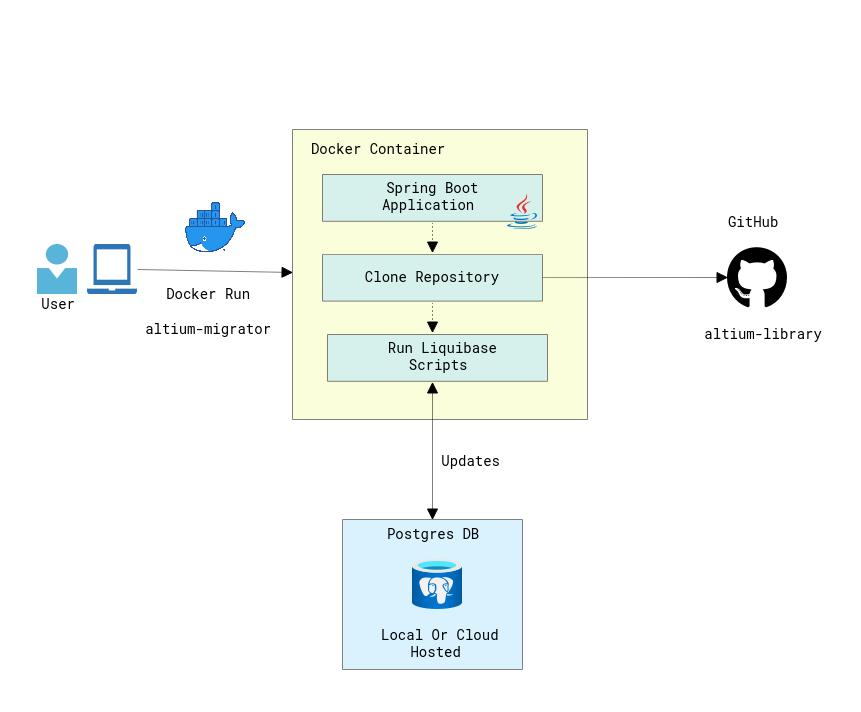 Docker Container
Spring Boot
Application
GitHub
Clone Repository
User
Docker Run
altium-migrator
altium-library
Run Liquibase
Scripts
Updates
Postgres DB
Local Or Cloud
Hosted